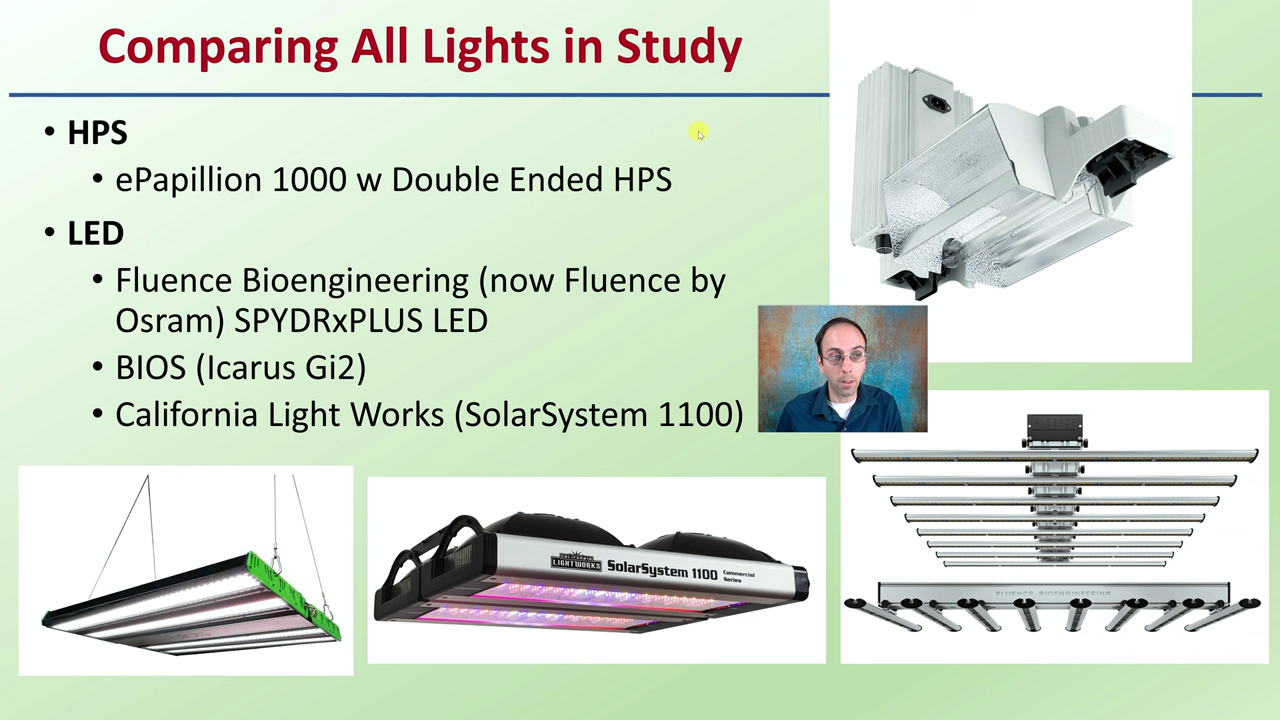 Comparing All Lights in Study
• HPS
• ePapillion 1000 w Double Ended HPS
• LED
• Fluence Bioengineering (now Fluence by
Osram) SPYDRxPLUS LED
• BIOS (Icarus Gi2)
• California Light Works (SolarSystem 1100)
CALIFORNIA
LIGHTWORKS
SolarSystem 1100
Commercial
Series
FLUENCE BIOENGINEERING